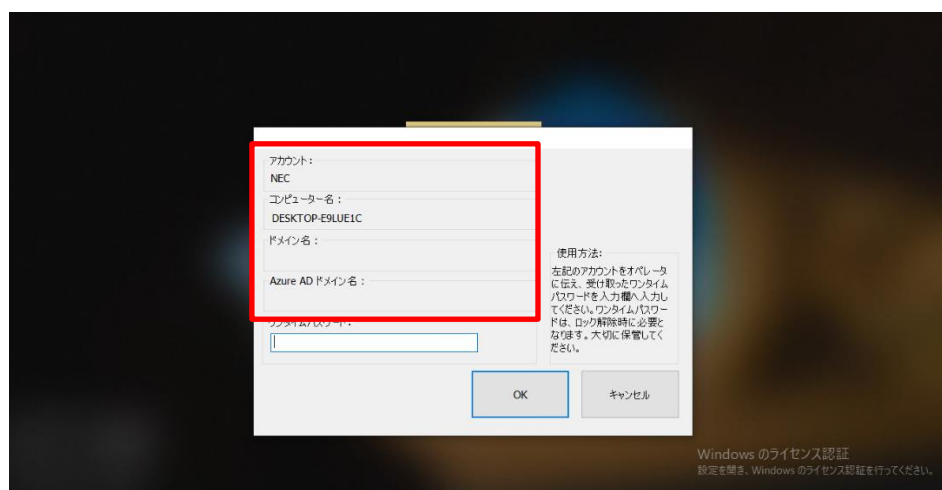 アカウント：
NEC
コンピューター名：
DESKTOP-E9LUE1C
ドメイン名：
Azure AD ドメイン名：
ワンタイムパスワード：
使用方法：
左記のアカウントをオペレータ
に伝え、受け取ったワンタイム
パスワードを入力欄へ入力し
てください。ワンタイムパスワー
ドは、ロック解除時に必要と
なります。大切に保管してく
ださい。
OK
キャンセル
Windows のライセンス認証
設定を開き、Windows のライセンス認証を行ってください。